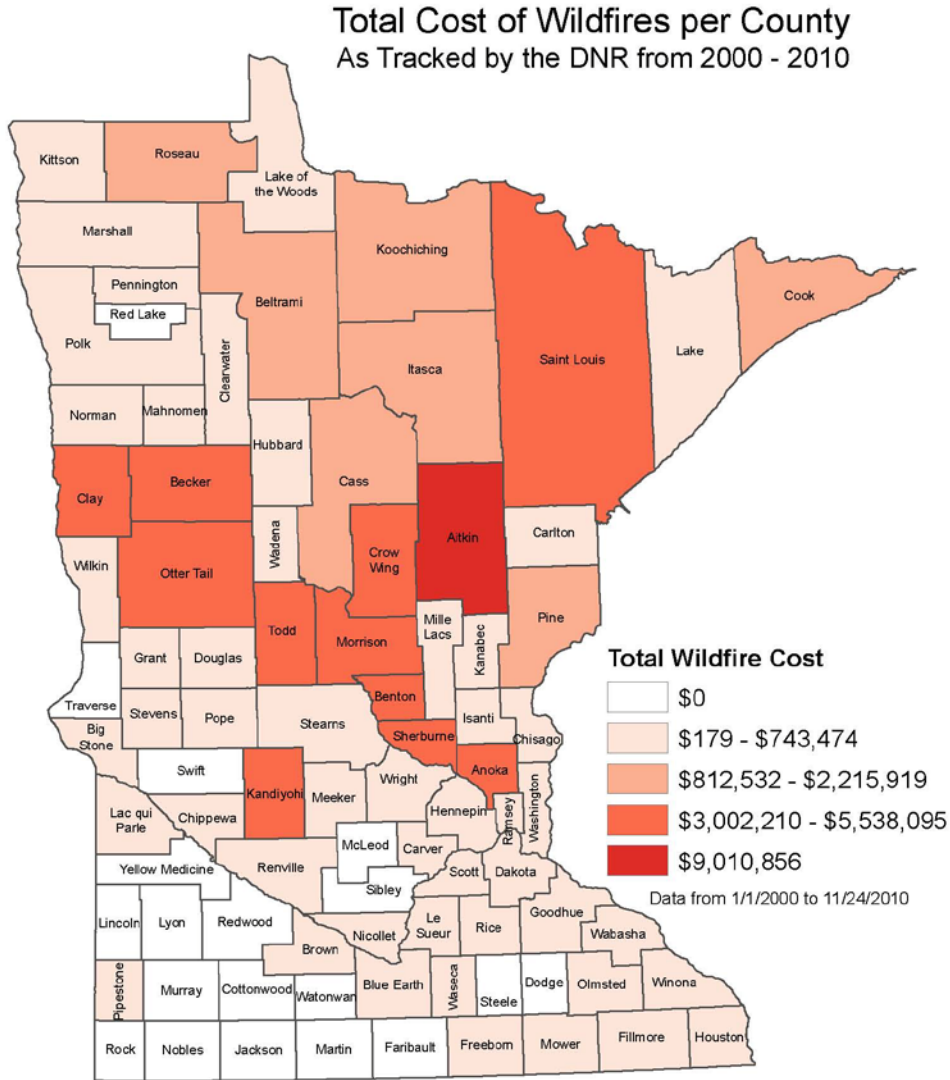 Total Cost of Wildfires per County
As Tracked by the DNR from 2000 - 2010
Kittson
Roseau
Lake of
the Woods
Marshall
Koochiching
Pennington
Beltrami
Cook
Red Lake
Polk
Clearwater
Saint Louis
Lake
Itasca
Norman
Mahnomen
Hubbard
Clay
Becker
Cass
Wadena
Crow
Wing
Aitkin
Carlton
Wilkin
Otter Tail
Todd
Morrison
Mille
Lacs
Kanabec
Pine
Grant
Douglas
Benton
Traverse
Stevens
Pope
Stearns
Isanti
Big
Stone
Sherburne
Chisago
Swift
Kandiyohi
Anoka
Wright
Meeker
Lac qui
Parle
Chippewa
Hennepin
Ramsey
Washington
McLeod
Carver
Yellow Medicine
Renville
Scott
Dakota
Sibley
Lincoln
Lyon
Redwood
Nicollet
Le
Sueur
Rice
Goodhue
Wabasha
Brown
Pipestone
Murray
Cottonwood
Watonwan
Blue Earth
Waseca
Steele
Dodge
Olmsted
Winona
Rock
Nobles
Jackson
Martin
Faribault
Freeborn
Mower
Fillmore
Houston
Total Wildfire Cost
$0
$179 - $743,474
$812,532 - $2,215,919
$3,002,210 - $5,538,095
$9,010,856
Data from 1/1/2000 to 11/24/2010